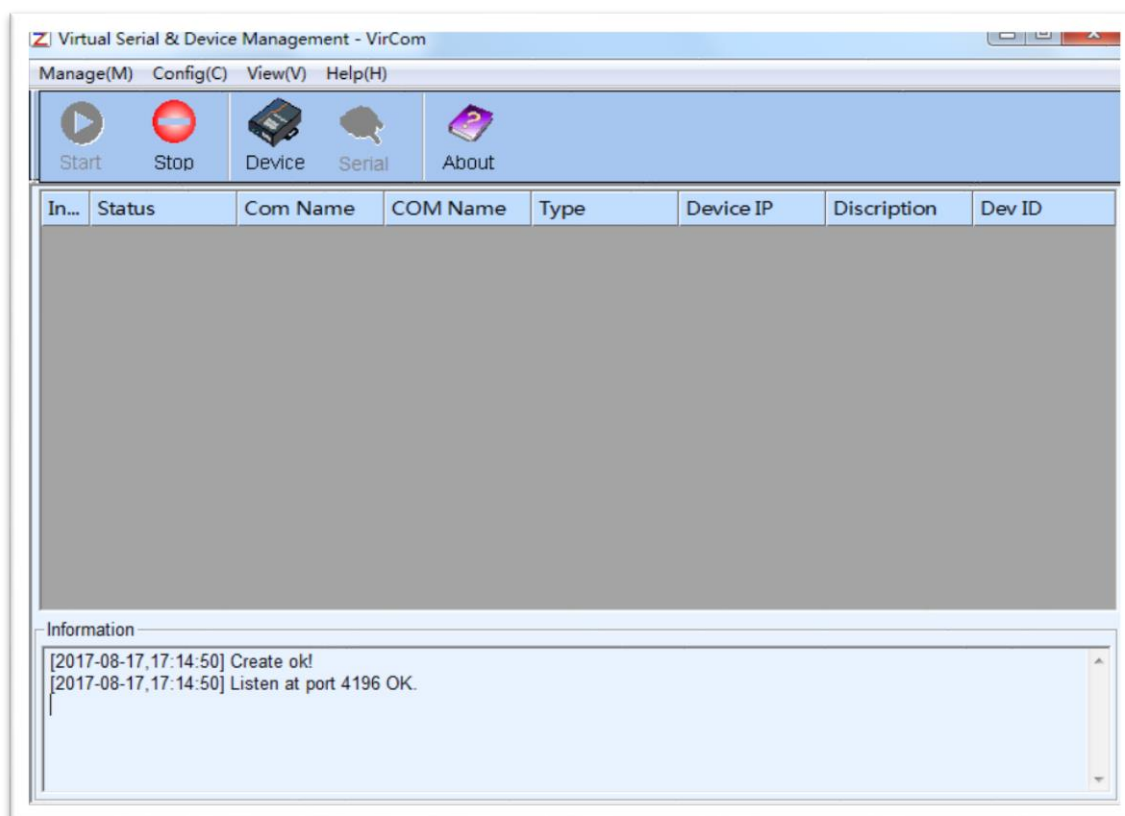 Virtual Serial & Device Management - VirCom
Manage(M) Config(C) View(V) Help(H)
Start Stop Device Serial About
In... Status Com Name COM Name Type Device IP Discription Dev ID
Information
[2017-08-17,17:14:50] Create ok!
[2017-08-17,17:14:50] Listen at port 4196 OK.